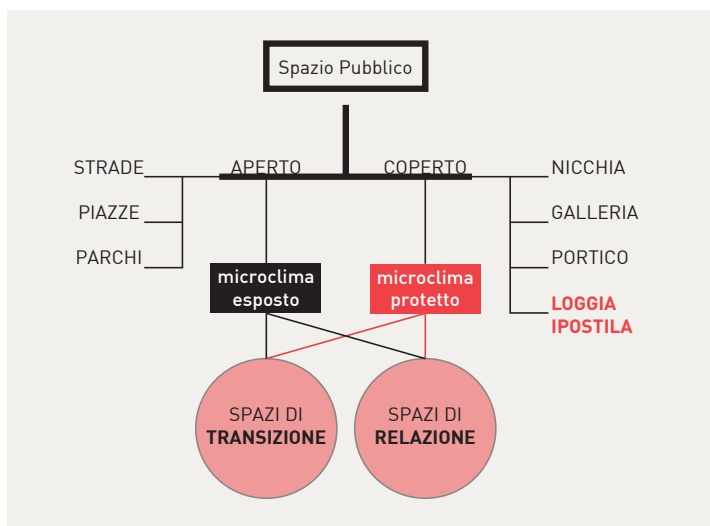 Spazio Pubblico
STRADE
APERTO
COPERTO
NICCHIA
PIAZZE
GALLERIA
PARCHI
PORTICO
microclima
esposto
microclima
protetto
LOGGIA
IPOSTILA
SPAZI DI
TRANSIZIONE
SPAZI DI
RELAZIONE